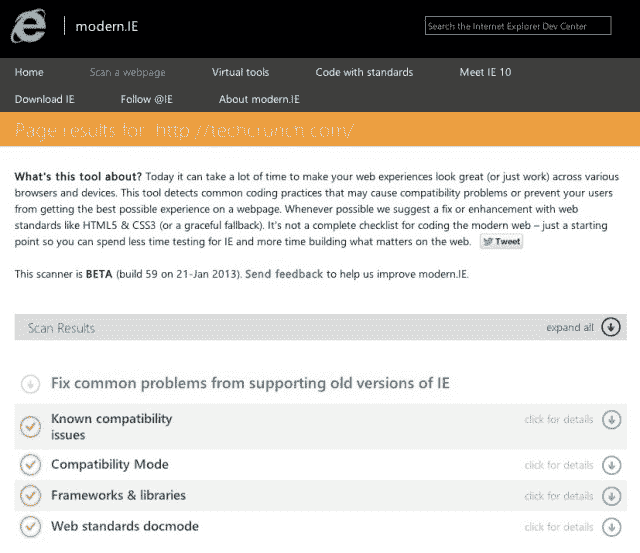 modern.IE
Search the Internet Explorer Dev Center
Home Scan a webpage Virtual tools Code with standards Meet IE 10
Download IE Follow @IE About modern.IE
Page results for http://techcrunch.com/
What's this tool about? Today it can take a lot of time to make your web experiences look great (or just work) across various
browsers and devices. This tool detects common coding practices that may cause compatibility problems or prevent your users
from getting the best possible experience on a webpage. Whenever possible we suggest a fix or enhancement with web
standards like HTML5 & CSS3 (or a graceful fallback). It's not a complete checklist for coding the modern web – just a starting
point so you can spend less time testing for IE and more time building what matters on the web. Tweet
This scanner is BETA (build 59 on 21-Jan 2013). Send feedback to help us improve modern.IE.
Scan Results expand all
Fix common problems from supporting old versions of IE
Known compatibility
issues
click for details
Compatibility Mode click for details
Frameworks & libraries click for details
Web standards docmode click for details